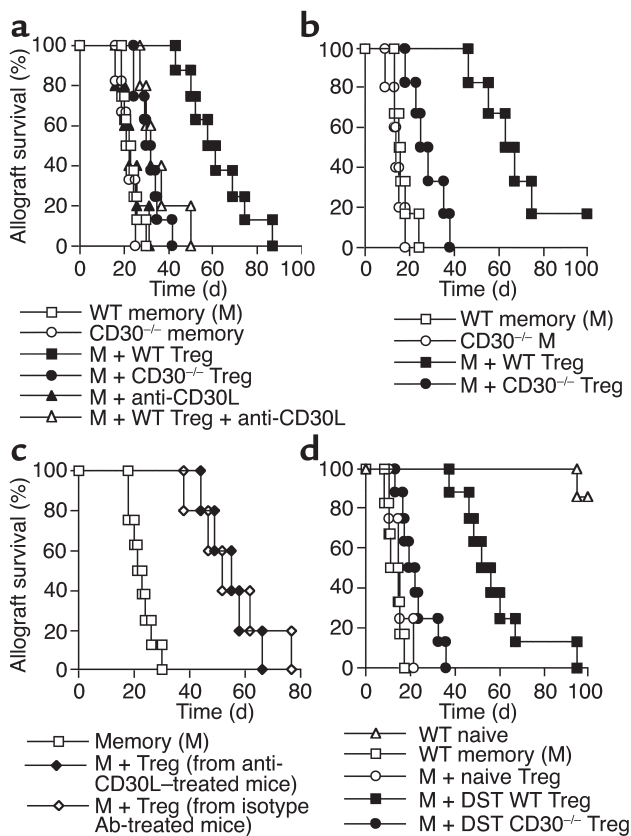 a
Allograft survival (%)
100
80
60
40
20
0
0 20 40 60 80 100
Time (d)
WT memory (M)
CD30–/– memory
M + WT Treg
M + CD30–/– Treg
M + anti-CD30L
M + WT Treg + anti-CD30L
b
100
80
60
40
20
0
0 20 40 60 80 100
Time (d)
WT memory (M)
CD30–/– M
M + WT Treg
M + CD30–/– Treg
c
Allograft survival (%)
100
80
60
40
20
0
0 20 40 60 80
Time (d)
Memory (M)
M + Treg (from anti-
CD30L–treated mice)
M + Treg (from isotype
Ab-treated mice)
d
100
80
60
40
20
0
0 20 40 60 80 100
Time (d)
WT naive
WT memory (M)
M + naive Treg
M + DST WT Treg
M + DST CD30–/– Treg